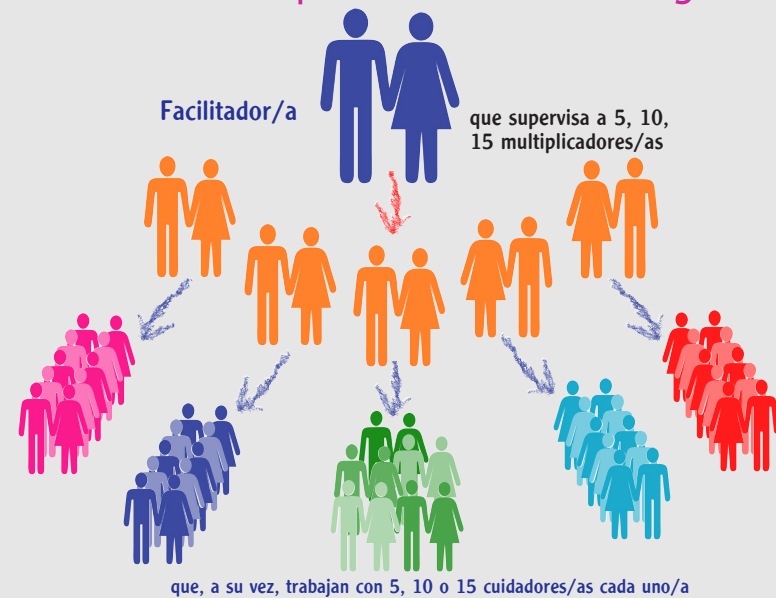 Facilitador/a
que supervisa a 5, 10,
15 multiplicadores/as
que, a su vez, trabajan con 5, 10 o 15 cuidadores/as cada uno/a